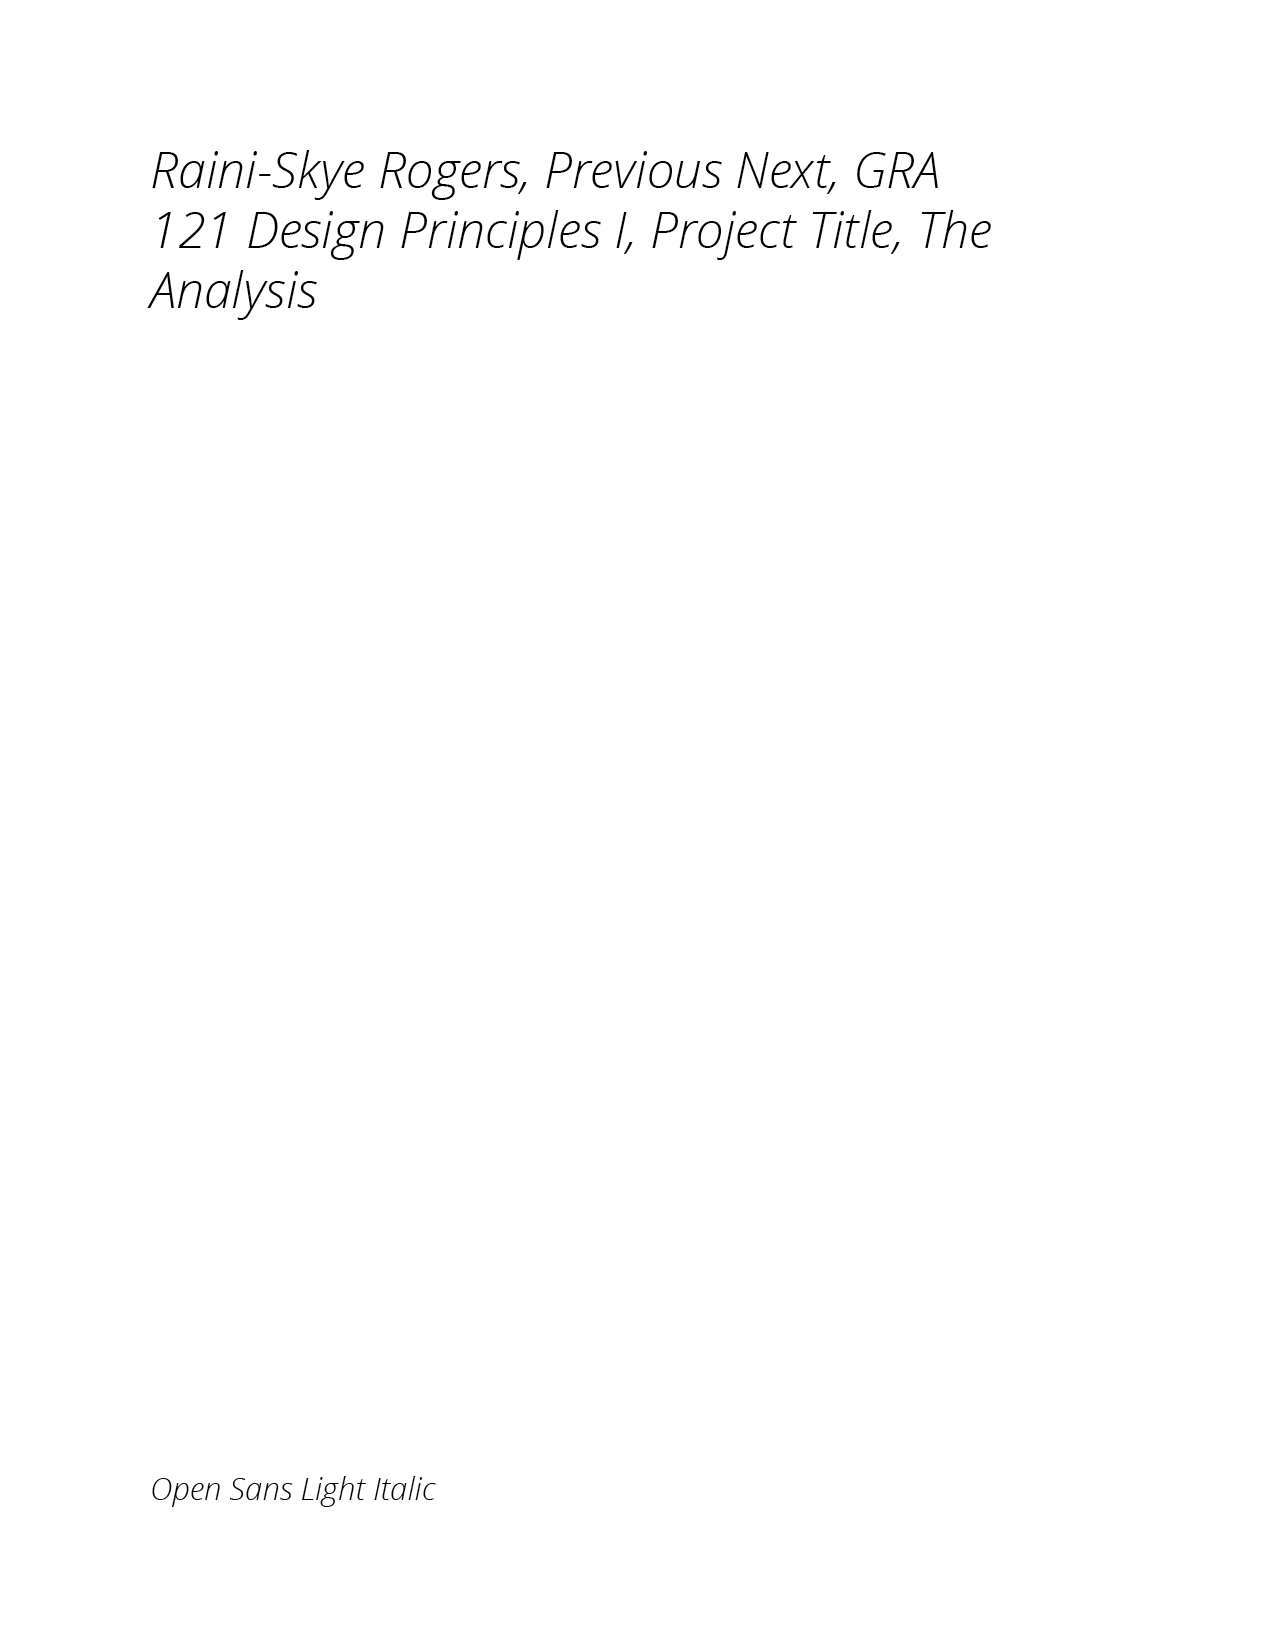 Raini-Skye Rogers, Previous Next, GRA
121 Design Principles I, Project Title, The
Analysis
Open Sans Light Italic